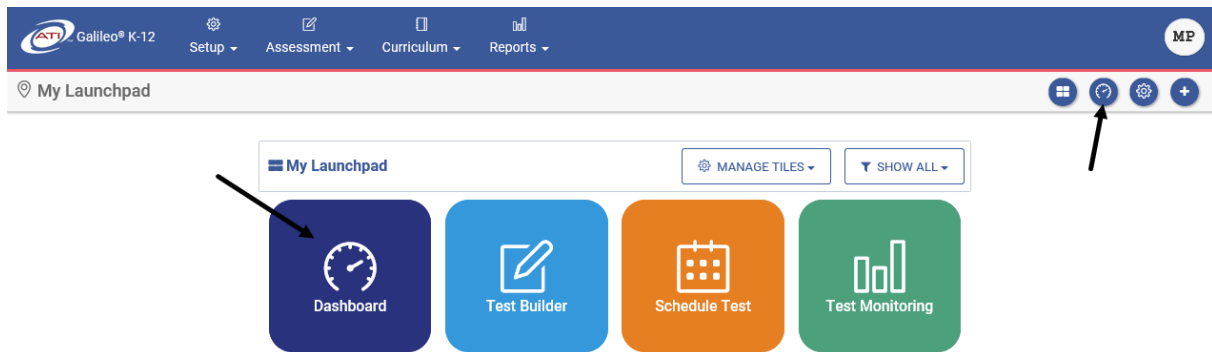 ATI Galileo® K-12
Setup
Assessment
Curriculum
Reports
MP
My Launchpad
My Launchpad
MANAGE TILES
SHOW ALL
Dashboard
Test Builder
Schedule Test
Test Monitoring